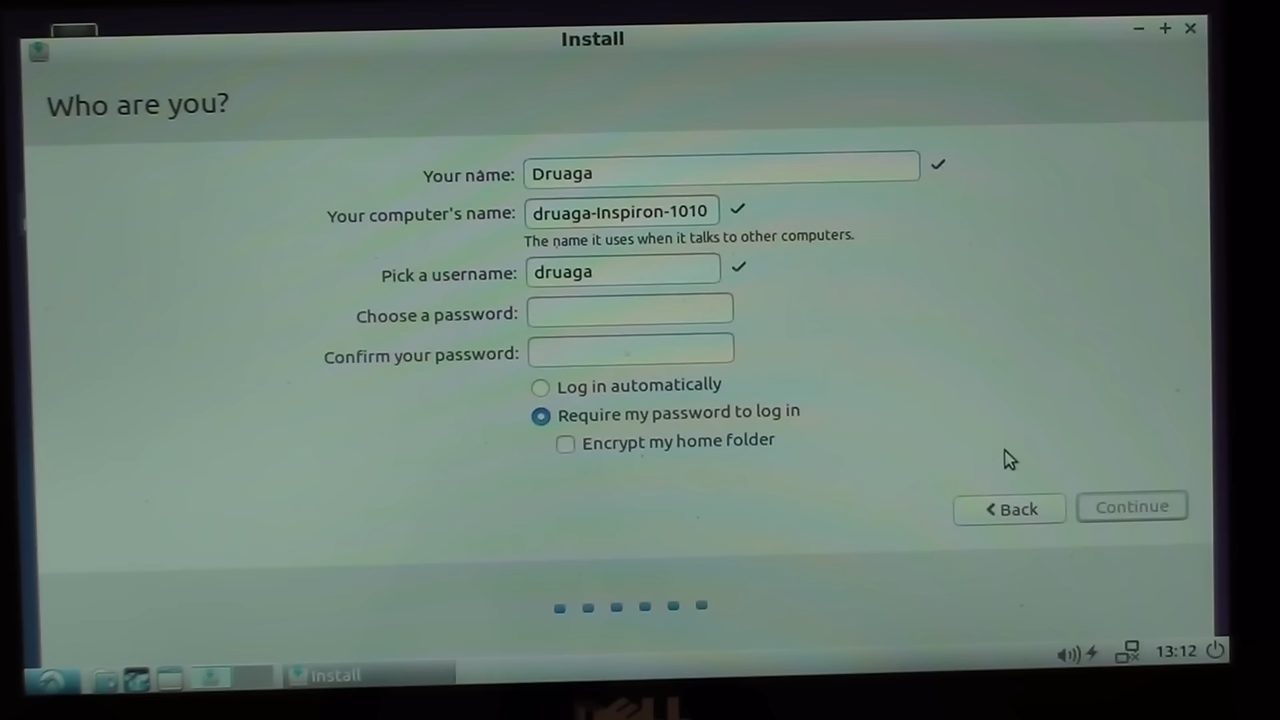 Install
Who are you?
Your name: Druaga
Your computer's name: druaga-Inspiron-1010
The name it uses when it talks to other computers.
Pick a username: druaga
Choose a password:
Confirm your password:
Log in automatically
Require my password to log in
Encrypt my home folder
Back Continue
Install 13:12
DELL